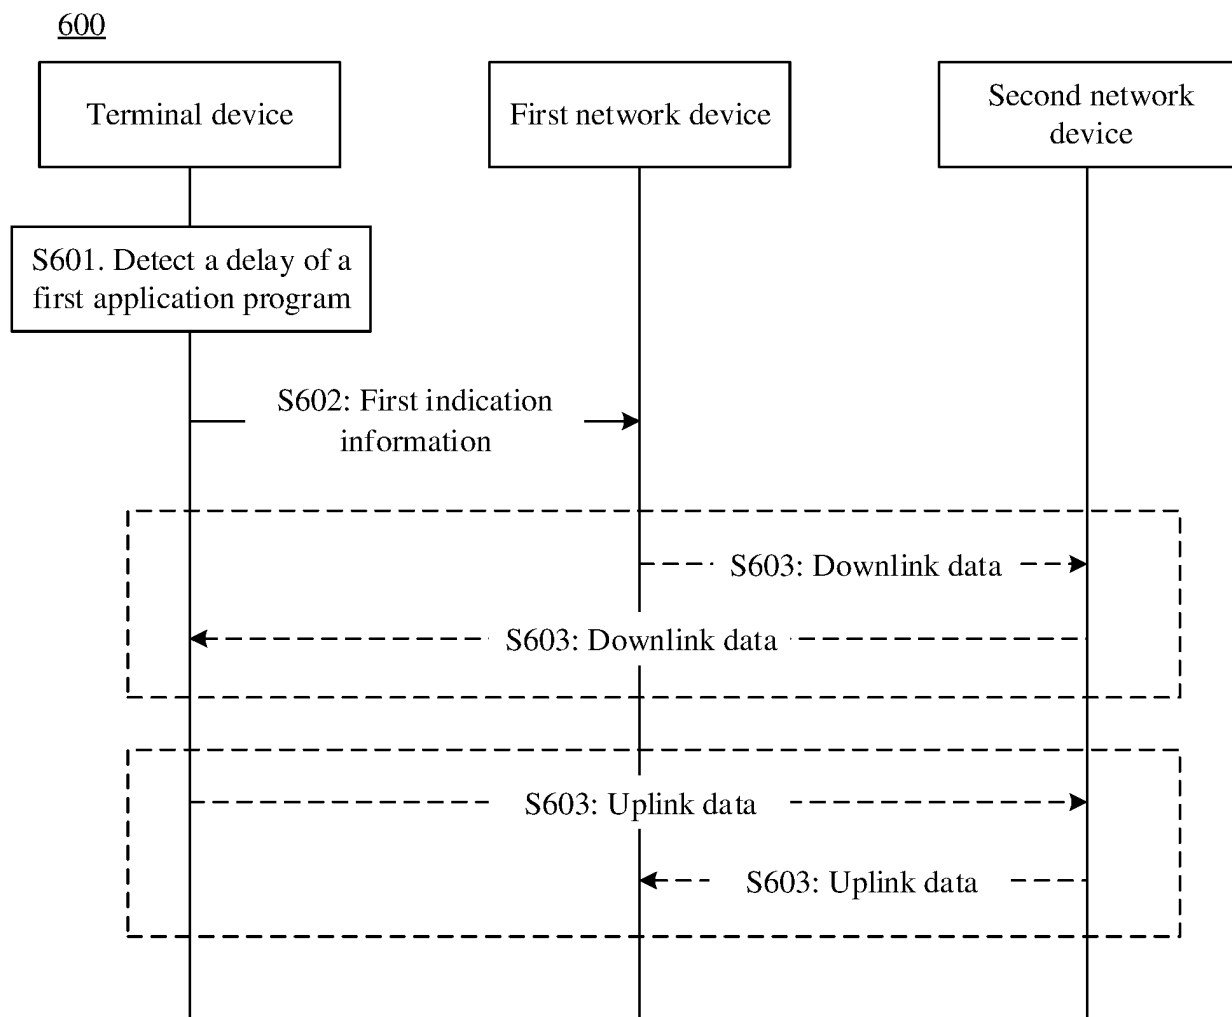 600
Terminal device
First network device
Second network
device
S601. Detect a delay of a
first application program
S602: First indication
information
S603: Downlink data
S603: Downlink data
S603: Uplink data
S603: Uplink data